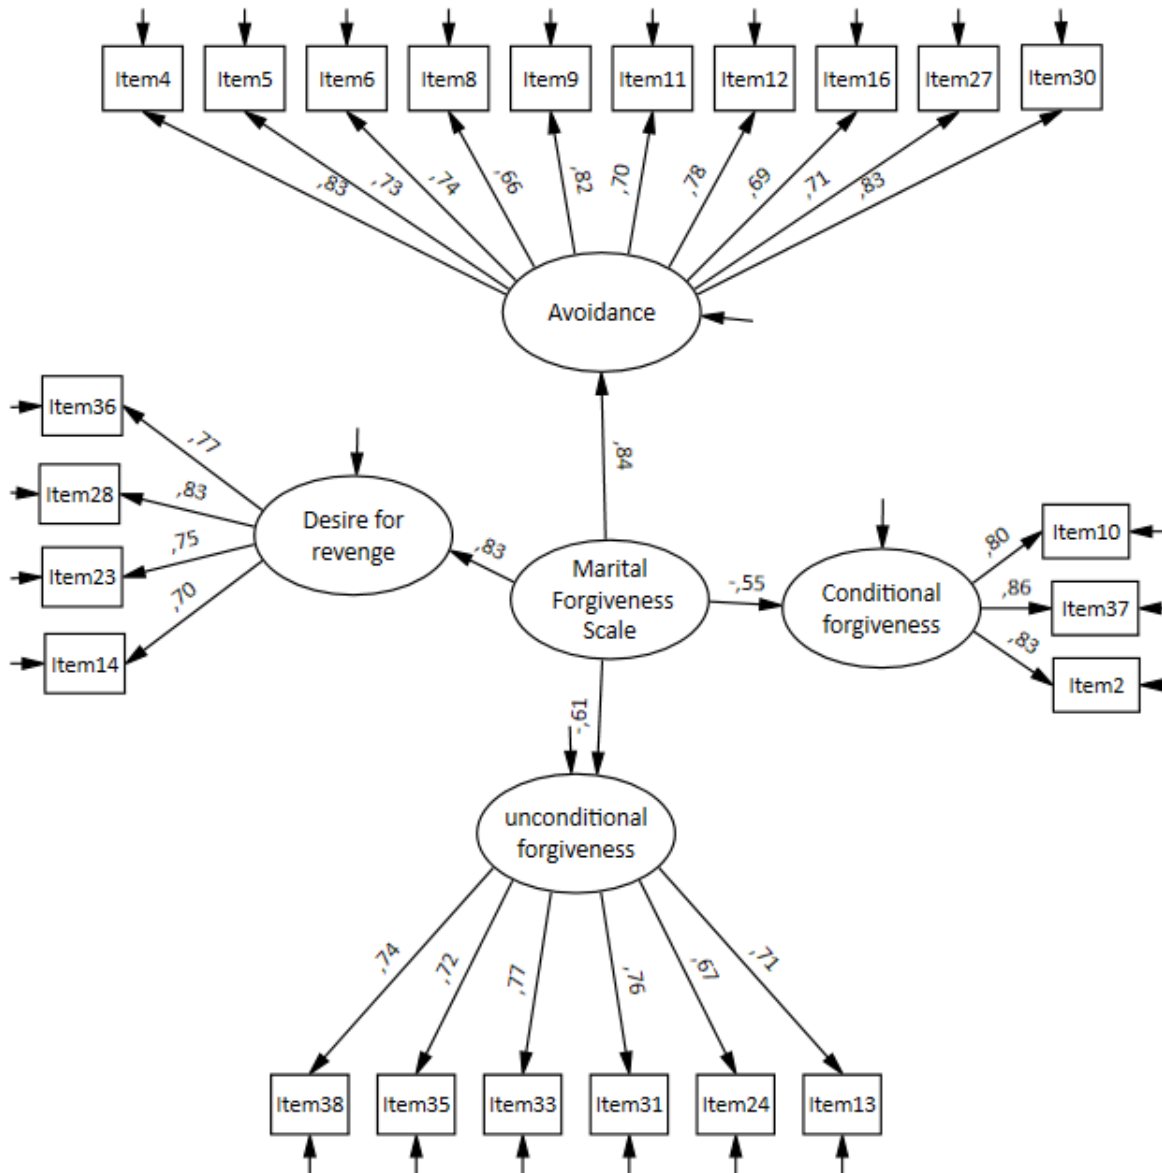 Item4
Item5
Item6
Item8
Item9
Item11
Item12
Item16
Item27
Item30
,83
,73
,74
,66
,82
,70
,78
,69
,71
,83
Avoidance
,84
Item36
Item28
Item23
Item14
,77
,83
,75
,70
Desire for
revenge
,83
Marital
Forgiveness
Scale
-,55
Conditional
forgiveness
,80
,86
,83
Item10
Item37
Item2
-,61
unconditional
forgiveness
,74
,72
,77
,76
,67
,71
Item38
Item35
Item33
Item31
Item24
Item13